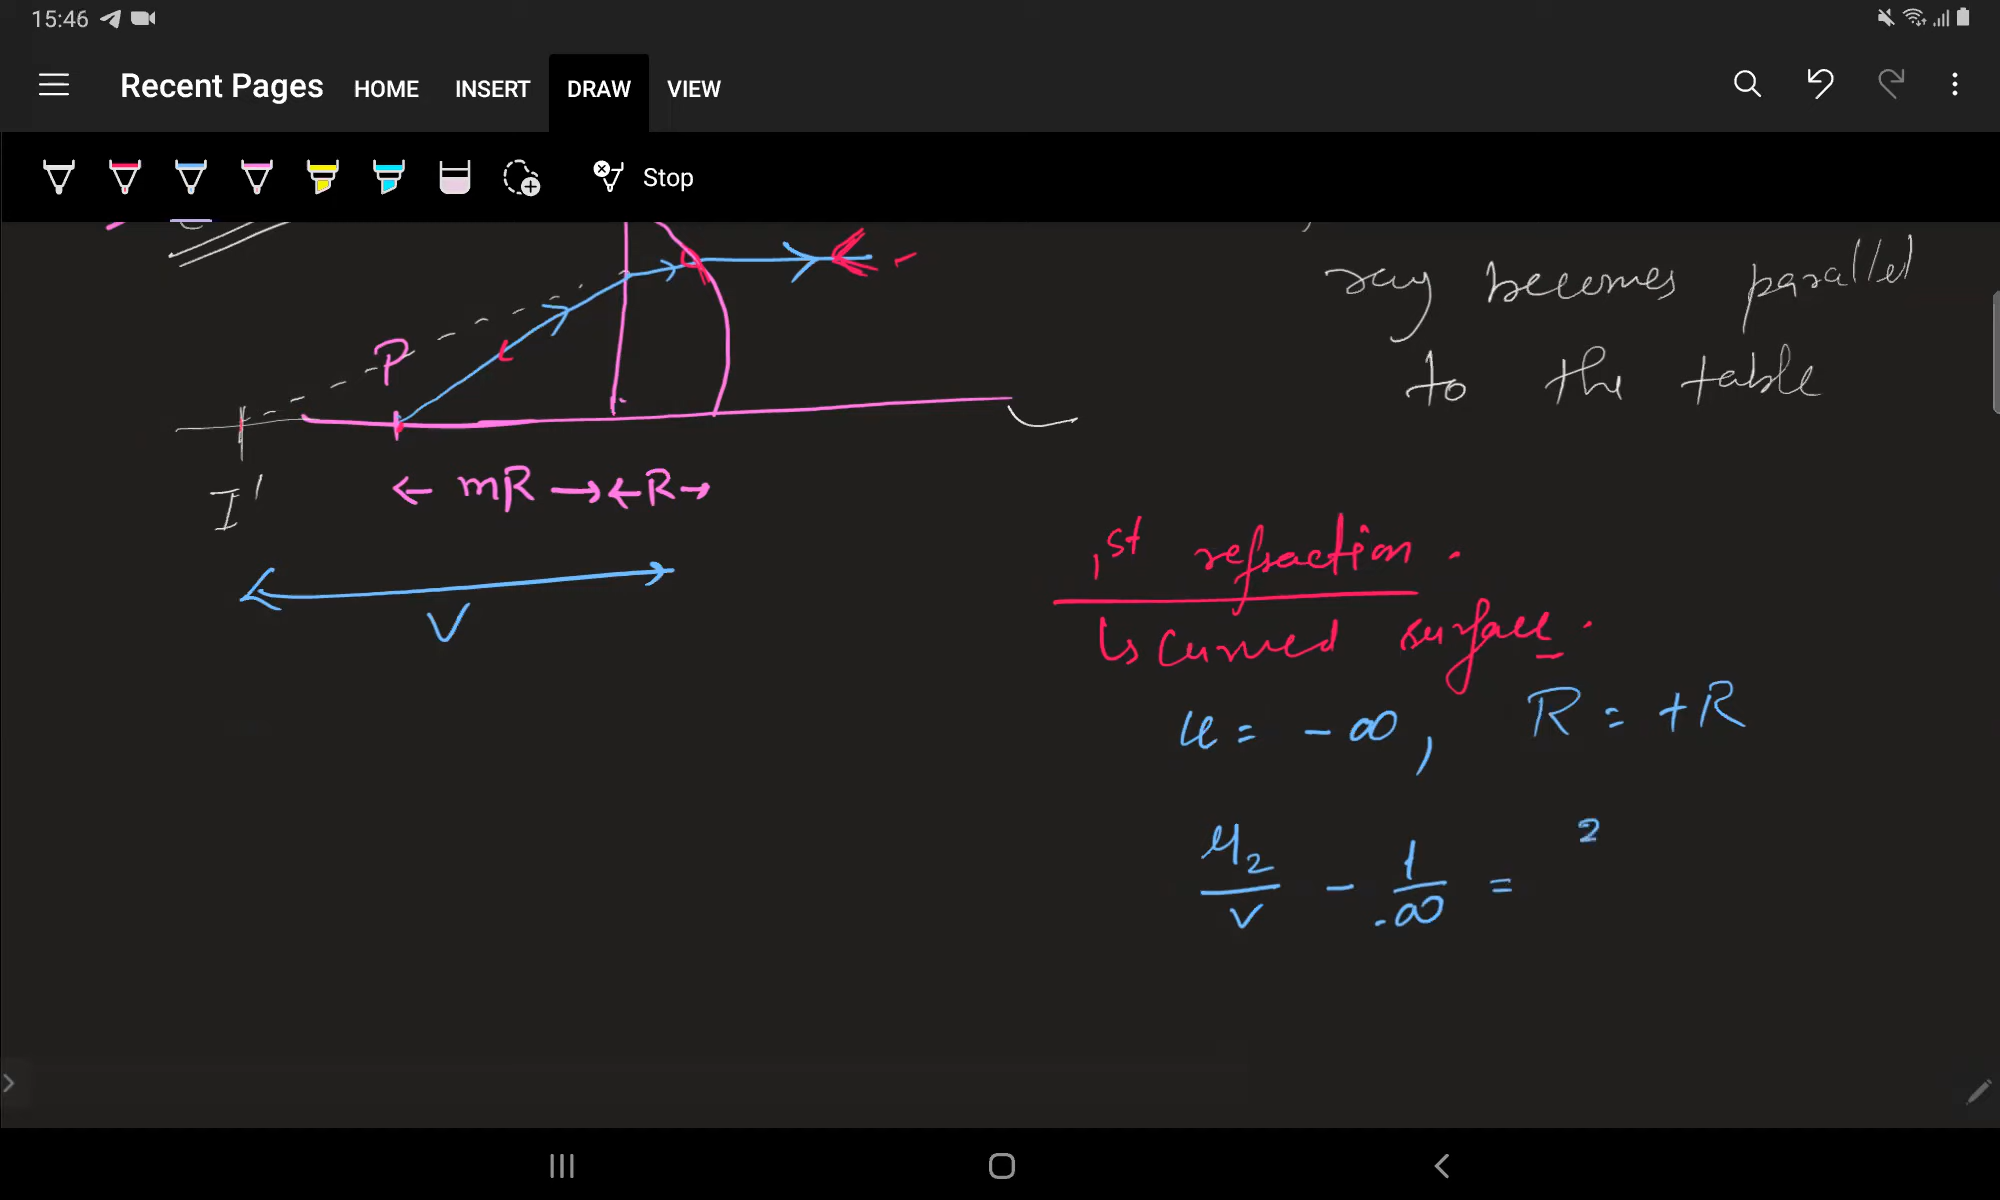 15:46
Recent Pages HOME INSERT DRAW VIEW
Stop
ray becomes parallel
to the table
P
I'
← mR → ← R →
V
1st refraction.
↳ Curved surface.
u = -∞, R = +R
μ2/v - 1/-∞ = 2